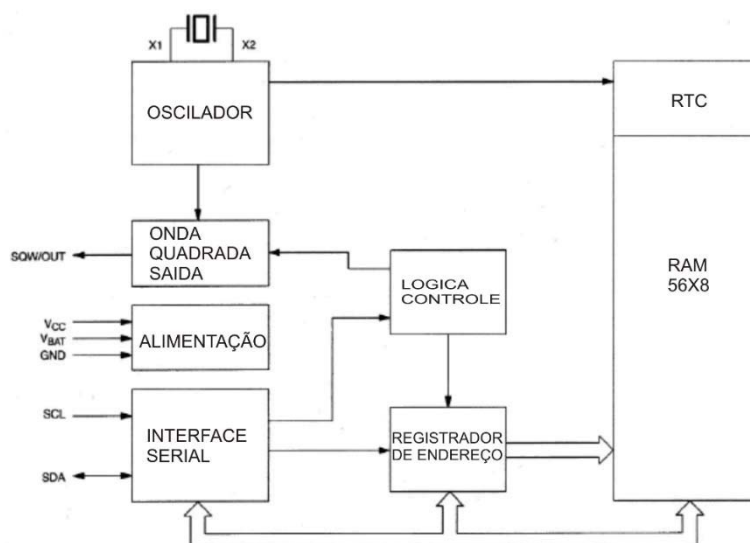 X1
X2
OSCILADOR
RTC
ONDA
QUADRADA
SAIDA
SQW/OUT
LOGICA
CONTROLE
RAM
56X8
VCC
VBAT
GND
ALIMENTAÇÃO
SCL
SDA
INTERFACE
SERIAL
REGISTRADOR
DE ENDEREÇO